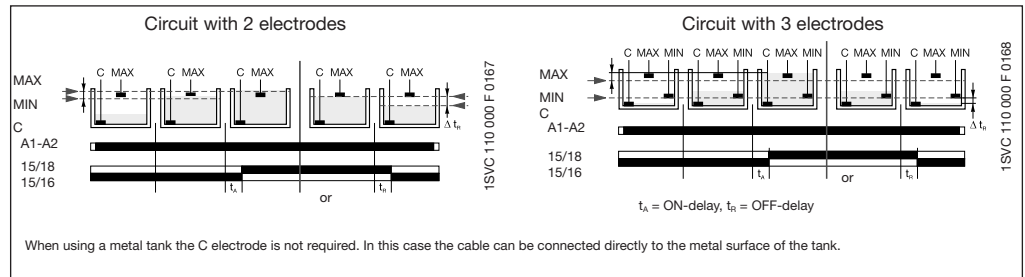 Circuit with 2 electrodes
C MAX C MAX C MAX C MAX C MAX
MAX
MIN
C
Δ tR
A1-A2
15/18
15/16
tA
tR
or
1SVC 110 000 F 0167
Circuit with 3 electrodes
C MAX MIN C MAX MIN C MAX MIN C MAX MIN C MAX MIN
MAX
MIN
C
Δ tR
A1-A2
15/18
15/16
tA
tR
or
1SVC 110 000 F 0168
tA = ON-delay, tR = OFF-delay
When using a metal tank the C electrode is not required. In this case the cable can be connected directly to the metal surface of the tank.